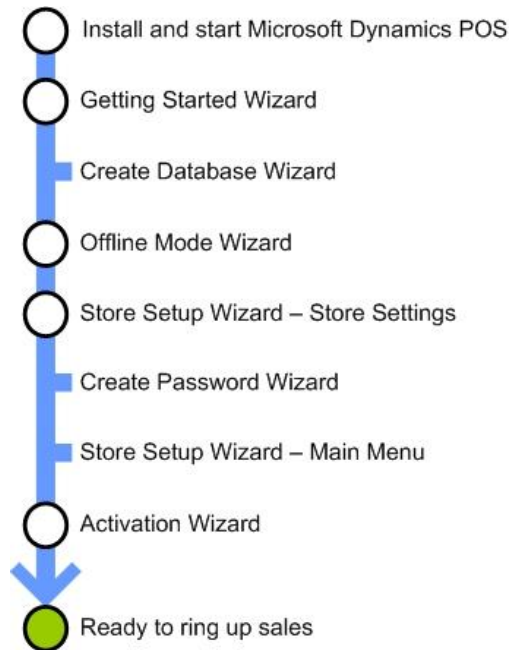 Install and start Microsoft Dynamics POS
Getting Started Wizard
Create Database Wizard
Offline Mode Wizard
Store Setup Wizard – Store Settings
Create Password Wizard
Store Setup Wizard – Main Menu
Activation Wizard
Ready to ring up sales